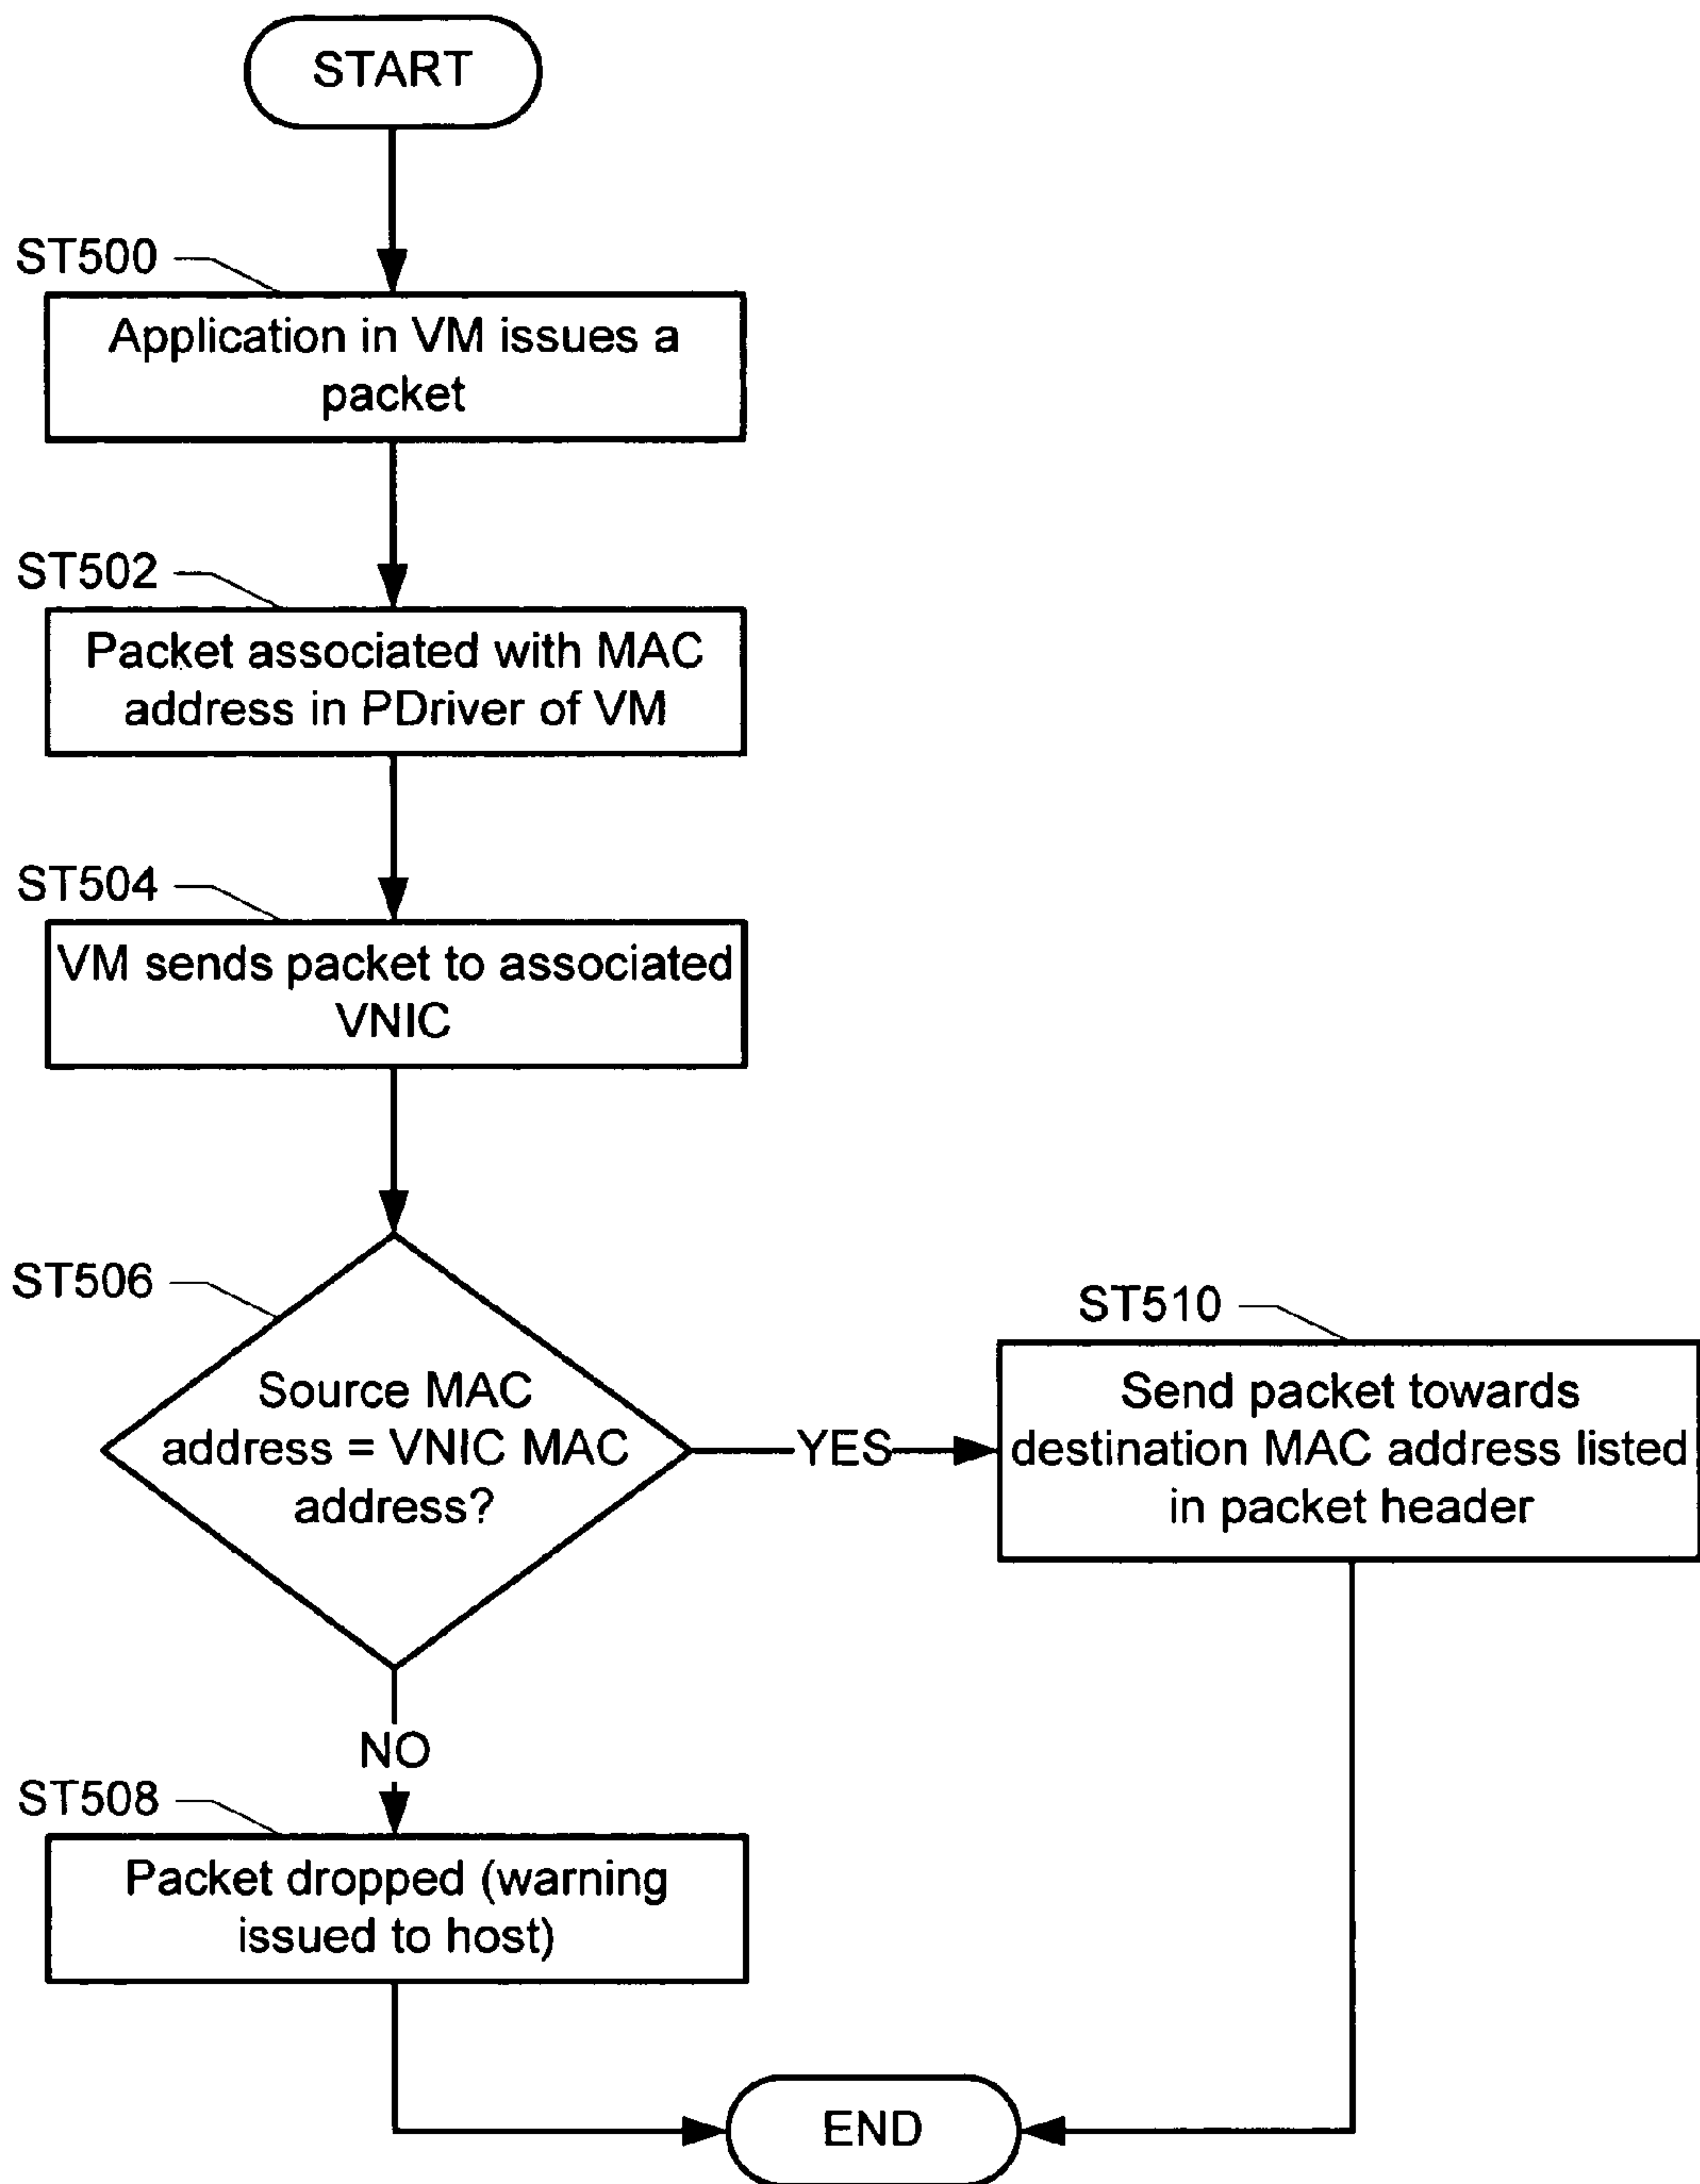 START
ST500
Application in VM issues a
packet
ST502
Packet associated with MAC
address in PDriver of VM
ST504
VM sends packet to associated
VNIC
ST506
Source MAC
address = VNIC MAC
address?
YES
ST510
Send packet towards
destination MAC address listed
in packet header
NO
ST508
Packet dropped (warning
issued to host)
END